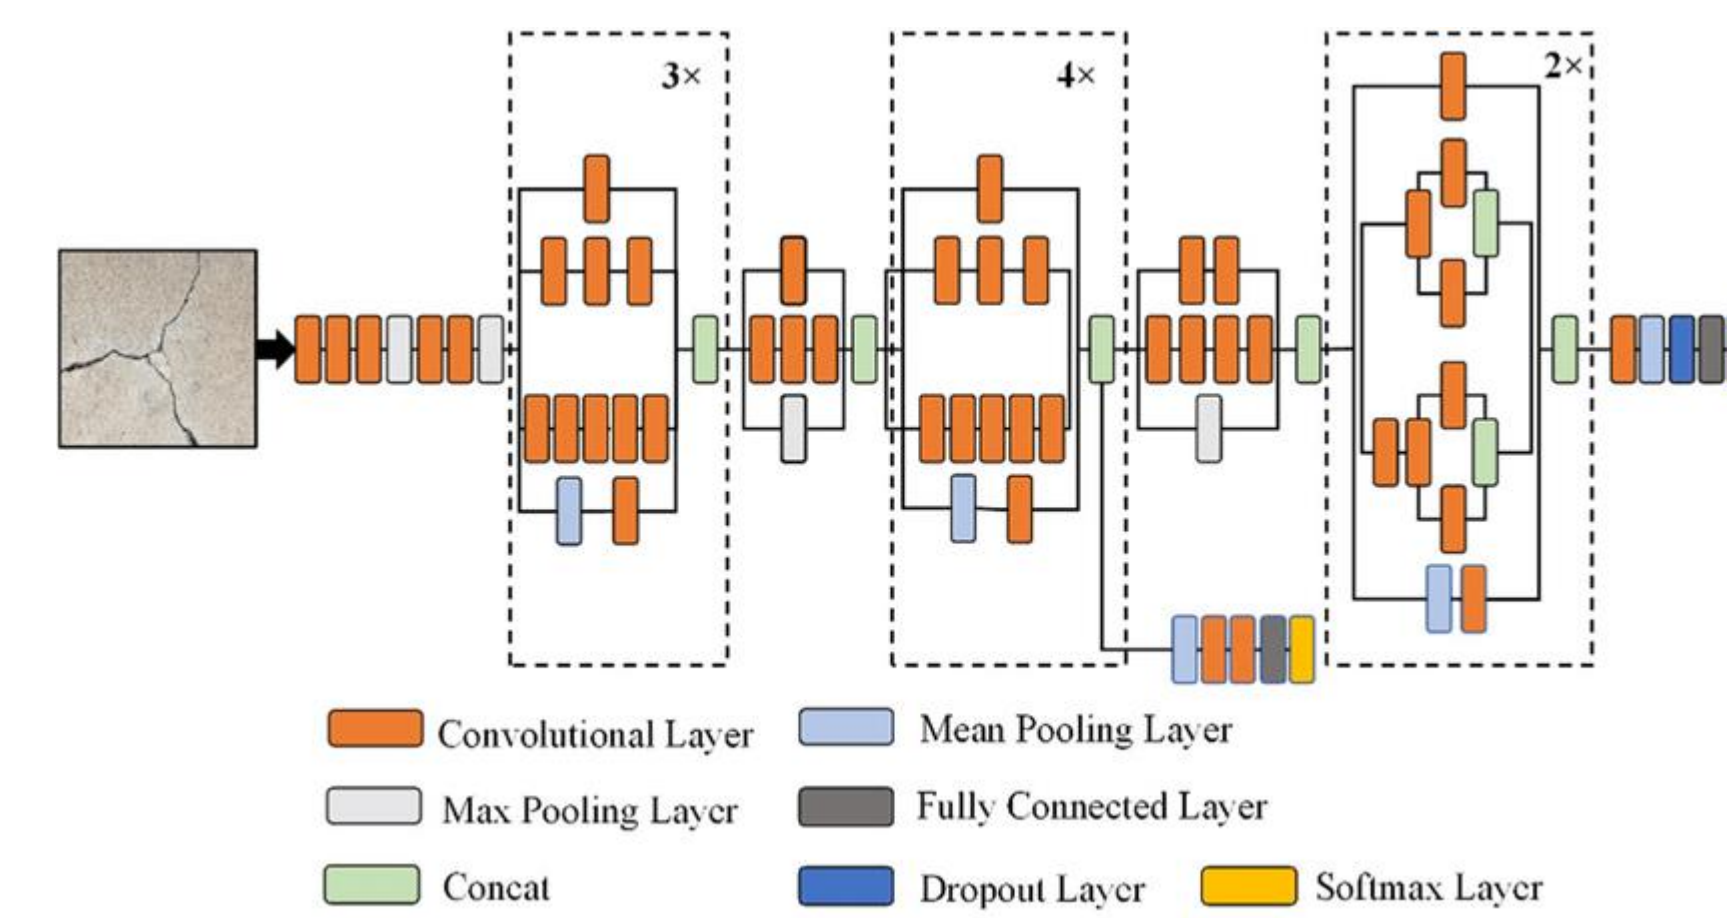 3×
4×
2×
Convolutional Layer
Mean Pooling Layer
Max Pooling Layer
Fully Connected Layer
Concat
Dropout Layer
Softmax Layer